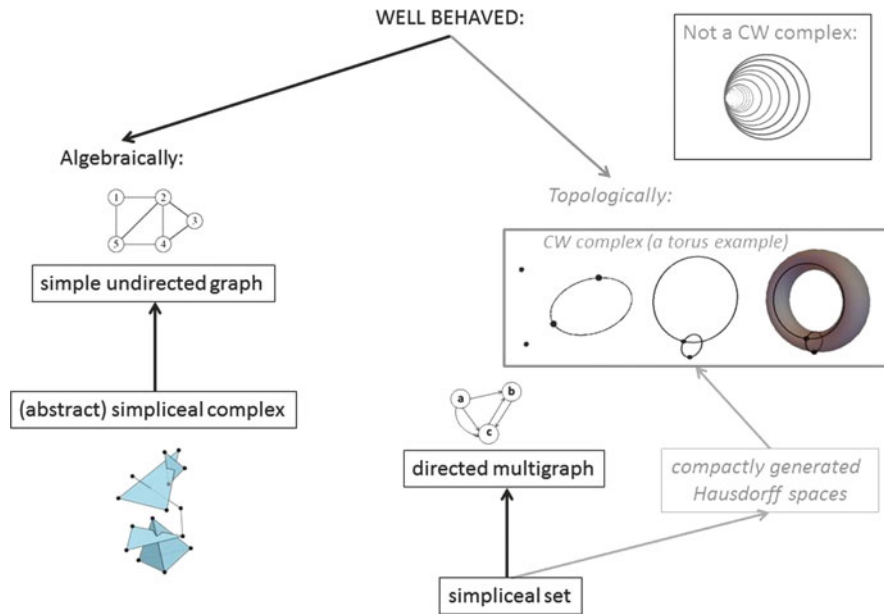 WELL BEHAVED:
Not a CW complex:
Algebraically:
Topologically:
1
2
3
5
4
CW complex (a torus example)
simple undirected graph
(abstract) simpliceal complex
a
b
c
directed multigraph
compactly generated
Hausdorff spaces
simpliceal set